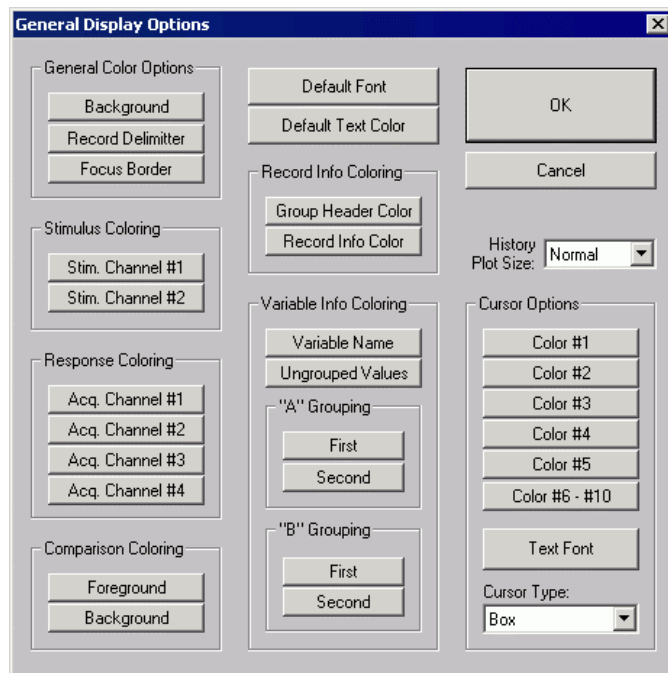 General Display Options
General Color Options
Background
Record Delimitter
Focus Border
Stimulus Coloring
Stim. Channel #1
Stim. Channel #2
Response Coloring
Acq. Channel #1
Acq. Channel #2
Acq. Channel #3
Acq. Channel #4
Comparison Coloring
Foreground
Background
Default Font
Default Text Color
Record Info Coloring
Group Header Color
Record Info Color
Variable Info Coloring
Variable Name
Ungrouped Values
"A" Grouping
First
Second
"B" Grouping
First
Second
OK
Cancel
History
Plot Size: Normal
Cursor Options
Color #1
Color #2
Color #3
Color #4
Color #5
Color #6 - #10
Text Font
Cursor Type:
Box